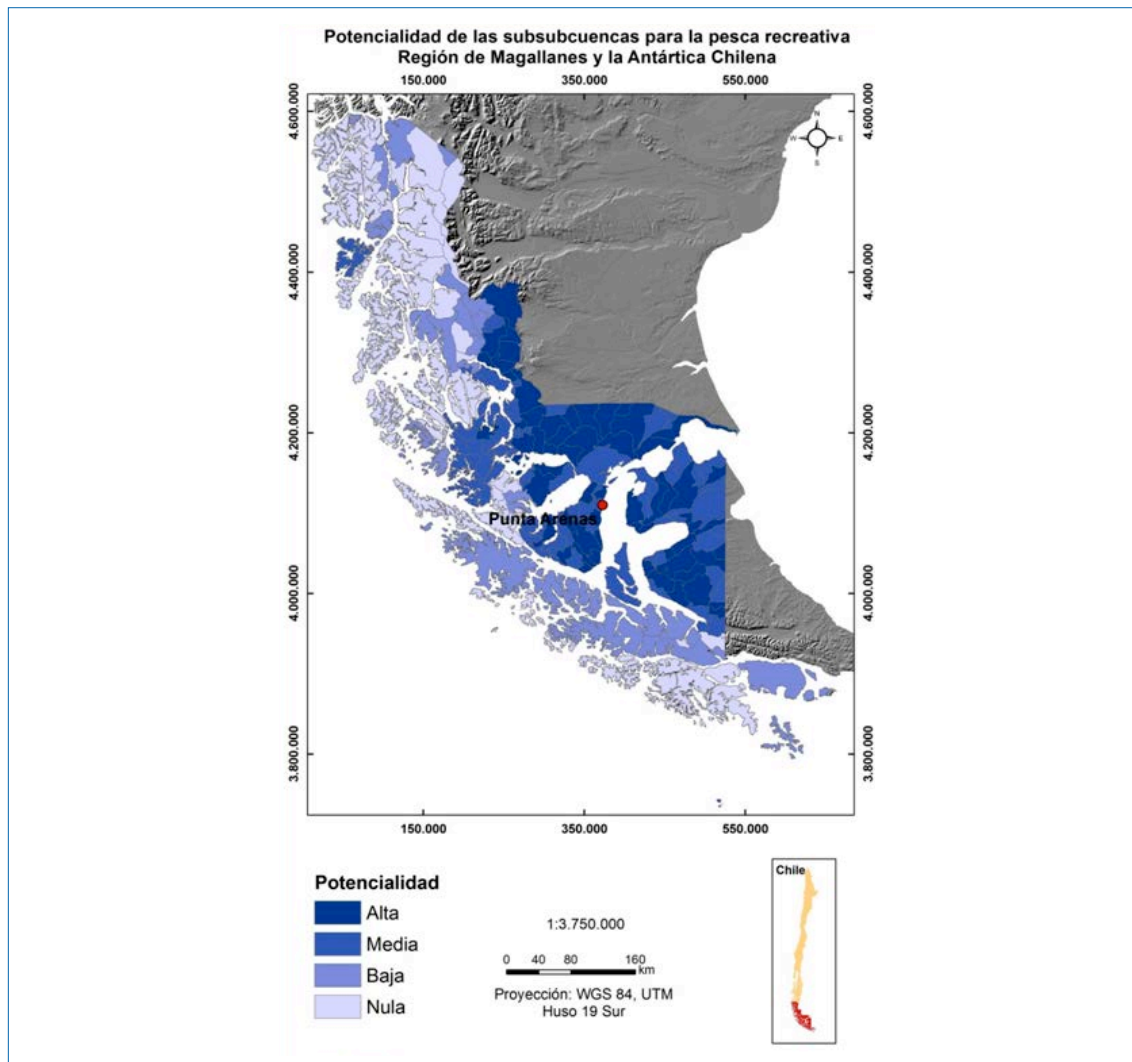 Potencialidad de las subsubcuencas para la pesca recreativa
Región de Magallanes y la Antártica Chilena
150.000 350.000 550.000
4.600.000 4.600.000
N
W E
S
4.400.000 4.400.000
4.200.000 4.200.000
Punta Arenas
4.000.000 4.000.000
3.800.000 3.800.000
150.000 350.000 550.000
Potencialidad
Alta
Media
Baja
Nula
1:3.750.000
0 40 80 160
km
Proyección: WGS 84, UTM
Huso 19 Sur
Chile